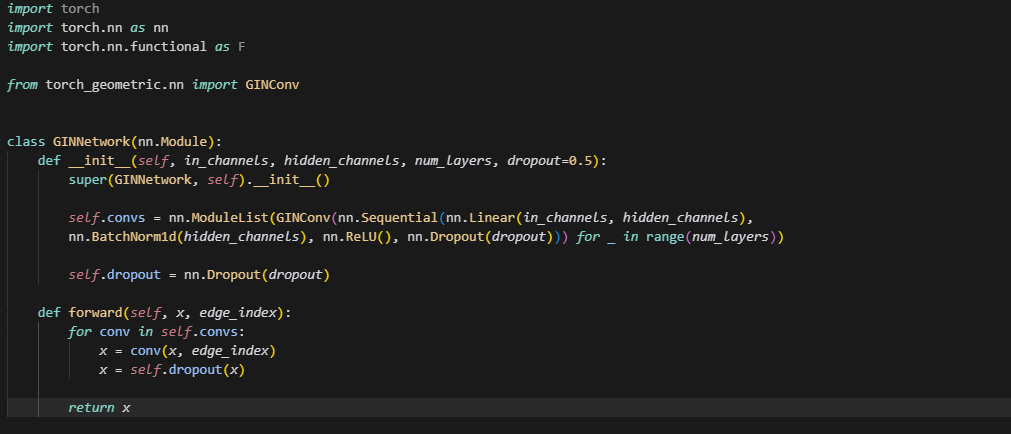 import torch
import torch.nn as nn
import torch.nn.functional as F
from torch_geometric.nn import GINConv
class GINNetwork(nn.Module):
def __init__(self, in_channels, hidden_channels, num_layers, dropout=0.5):
super(GINNetwork, self).__init__()
self.convs = nn.ModuleList(GINConv(nn.Sequential(nn.Linear(in_channels, hidden_channels),
nn.BatchNorm1d(hidden_channels), nn.ReLU(), nn.Dropout(dropout))) for _ in range(num_layers))
self.dropout = nn.Dropout(dropout)
def forward(self, x, edge_index):
for conv in self.convs:
x = conv(x, edge_index)
x = self.dropout(x)
return x